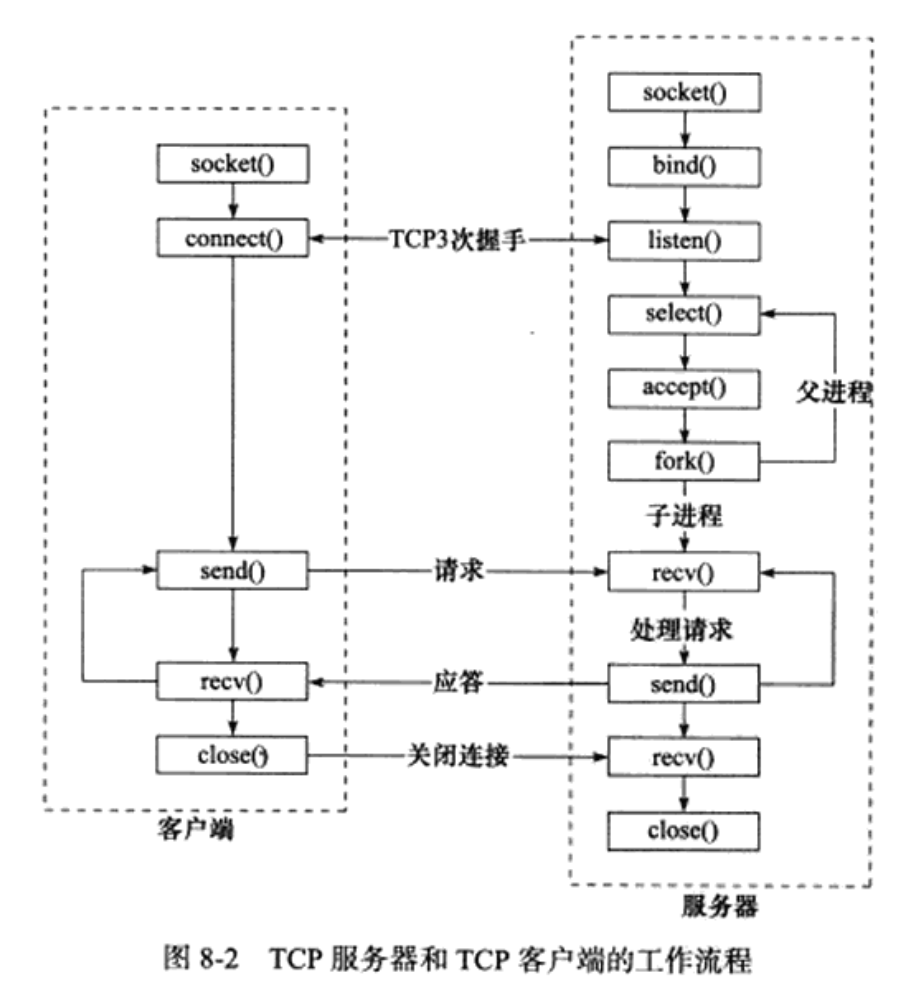 socket()
connect()
send()
recv()
close()
客户端
TCP3次握手
请求
应答
关闭连接
socket()
bind()
listen()
select()
accept()
fork()
父进程
子进程
recv()
处理请求
send()
recv()
close()
服务器
图 8-2 TCP 服务器和 TCP 客户端的工作流程